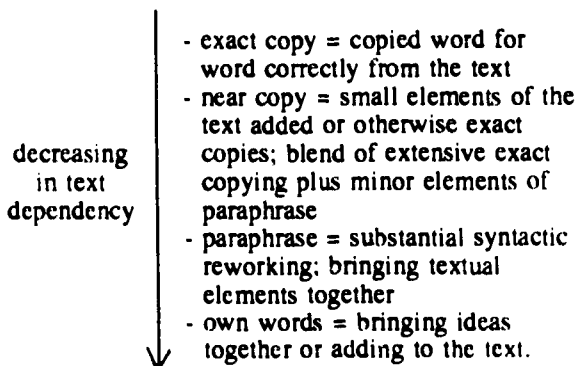 decreasing
in text
dependency
- exact copy = copied word for
word correctly from the text
- near copy = small elements of the
text added or otherwise exact
copies; blend of extensive exact
copying plus minor elements of
paraphrase
- paraphrase = substantial syntactic
reworking; bringing textual
elements together
- own words = bringing ideas
together or adding to the text.